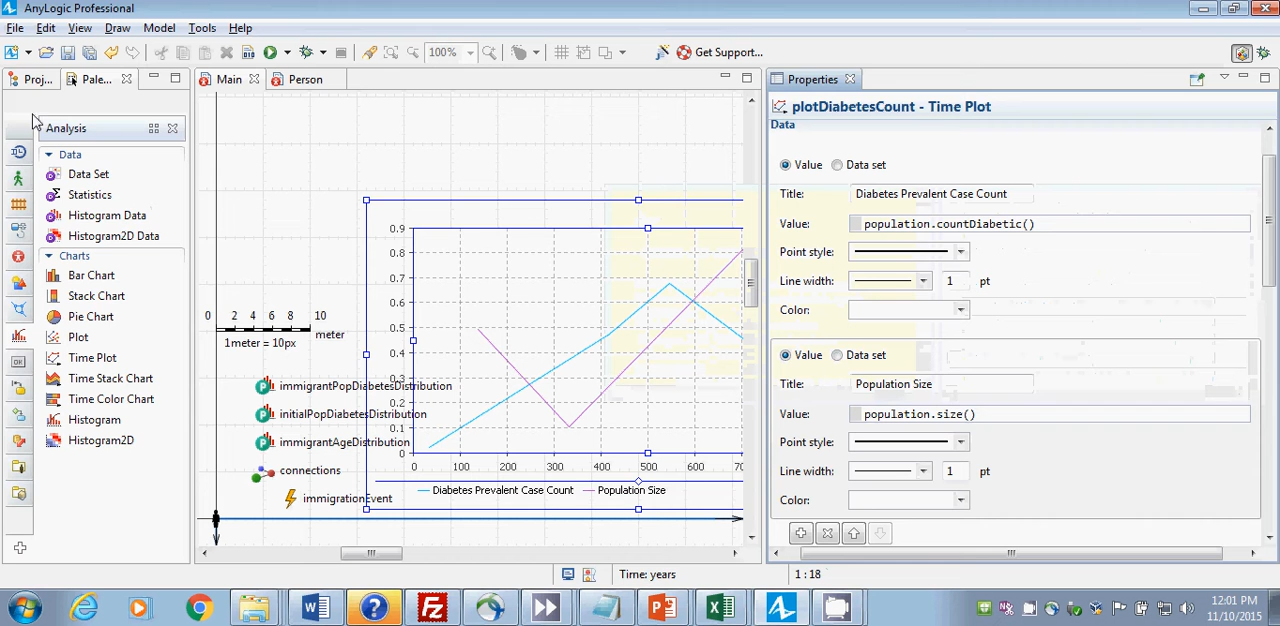 AnyLogic Professional
File Edit View Draw Model Tools Help
100% Get Support...
Proj... Pale... Main Person Properties
plotDiabetesCount - Time Plot
Analysis
Data
Data Set
Statistics
Histogram Data
Histogram2D Data
Charts
Bar Chart
Stack Chart
Pie Chart
Plot
Time Plot
Time Stack Chart
Time Color Chart
Histogram
Histogram2D
0 2 4 6 8 10
meter
1meter = 10px
immigrantPopDiabetesDistribution
initialPopDiabetesDistribution
immigrantAgeDistribution
connections
immigrationEvent
0.9
0.8
0.7
0.6
0.5
0.4
0.3
0.2
0.1
0
0 100 200 300 400 500 600 70
Diabetes Prevalent Case Count Population Size
Data
Value Data set
Title: Diabetes Prevalent Case Count
Value: population.countDiabetic()
Point style:
Line width: 1 pt
Color:
Value Data set
Title: Population Size
Value: population.size()
Point style:
Line width: 1 pt
Color:
Time: years 1 : 18
12:01 PM
11/10/2015